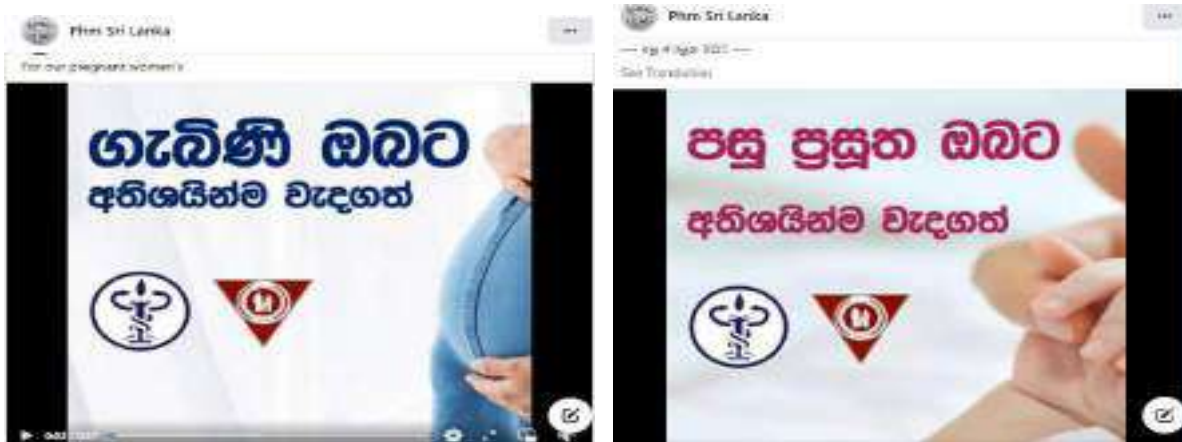 Phm Sri Lanka
For our pregnant women's
ගැබිණි ඔබට
අතිශයින්ම වැදගත්
Phm Sri Lanka
See Translation
පසු ප්‍රසූත ඔබට
අතිශයින්ම වැදගත්